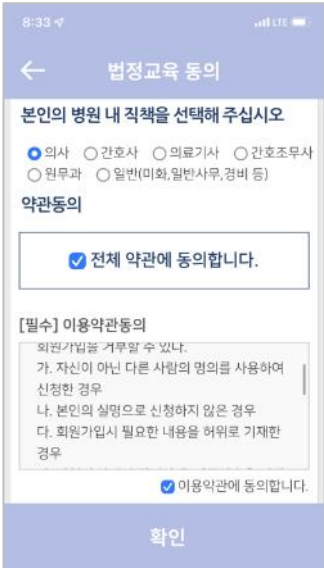 8:33
LTE
법정교육 동의
본인의 병원 내 직책을 선택해 주십시오
의사 간호사 의료기사 간호조무사
원무과 일반(미화,일반사무,경비 등)
약관동의
전체 약관에 동의합니다.
[필수] 이용약관동의
회원가입을 거부할 수 있다.
가. 자신이 아닌 다른 사람의 명의를 사용하여
신청한 경우
나. 본인의 실명으로 신청하지 않은 경우
다. 회원가입시 필요한 내용을 허위로 기재한
경우
이용약관에 동의합니다.
확인